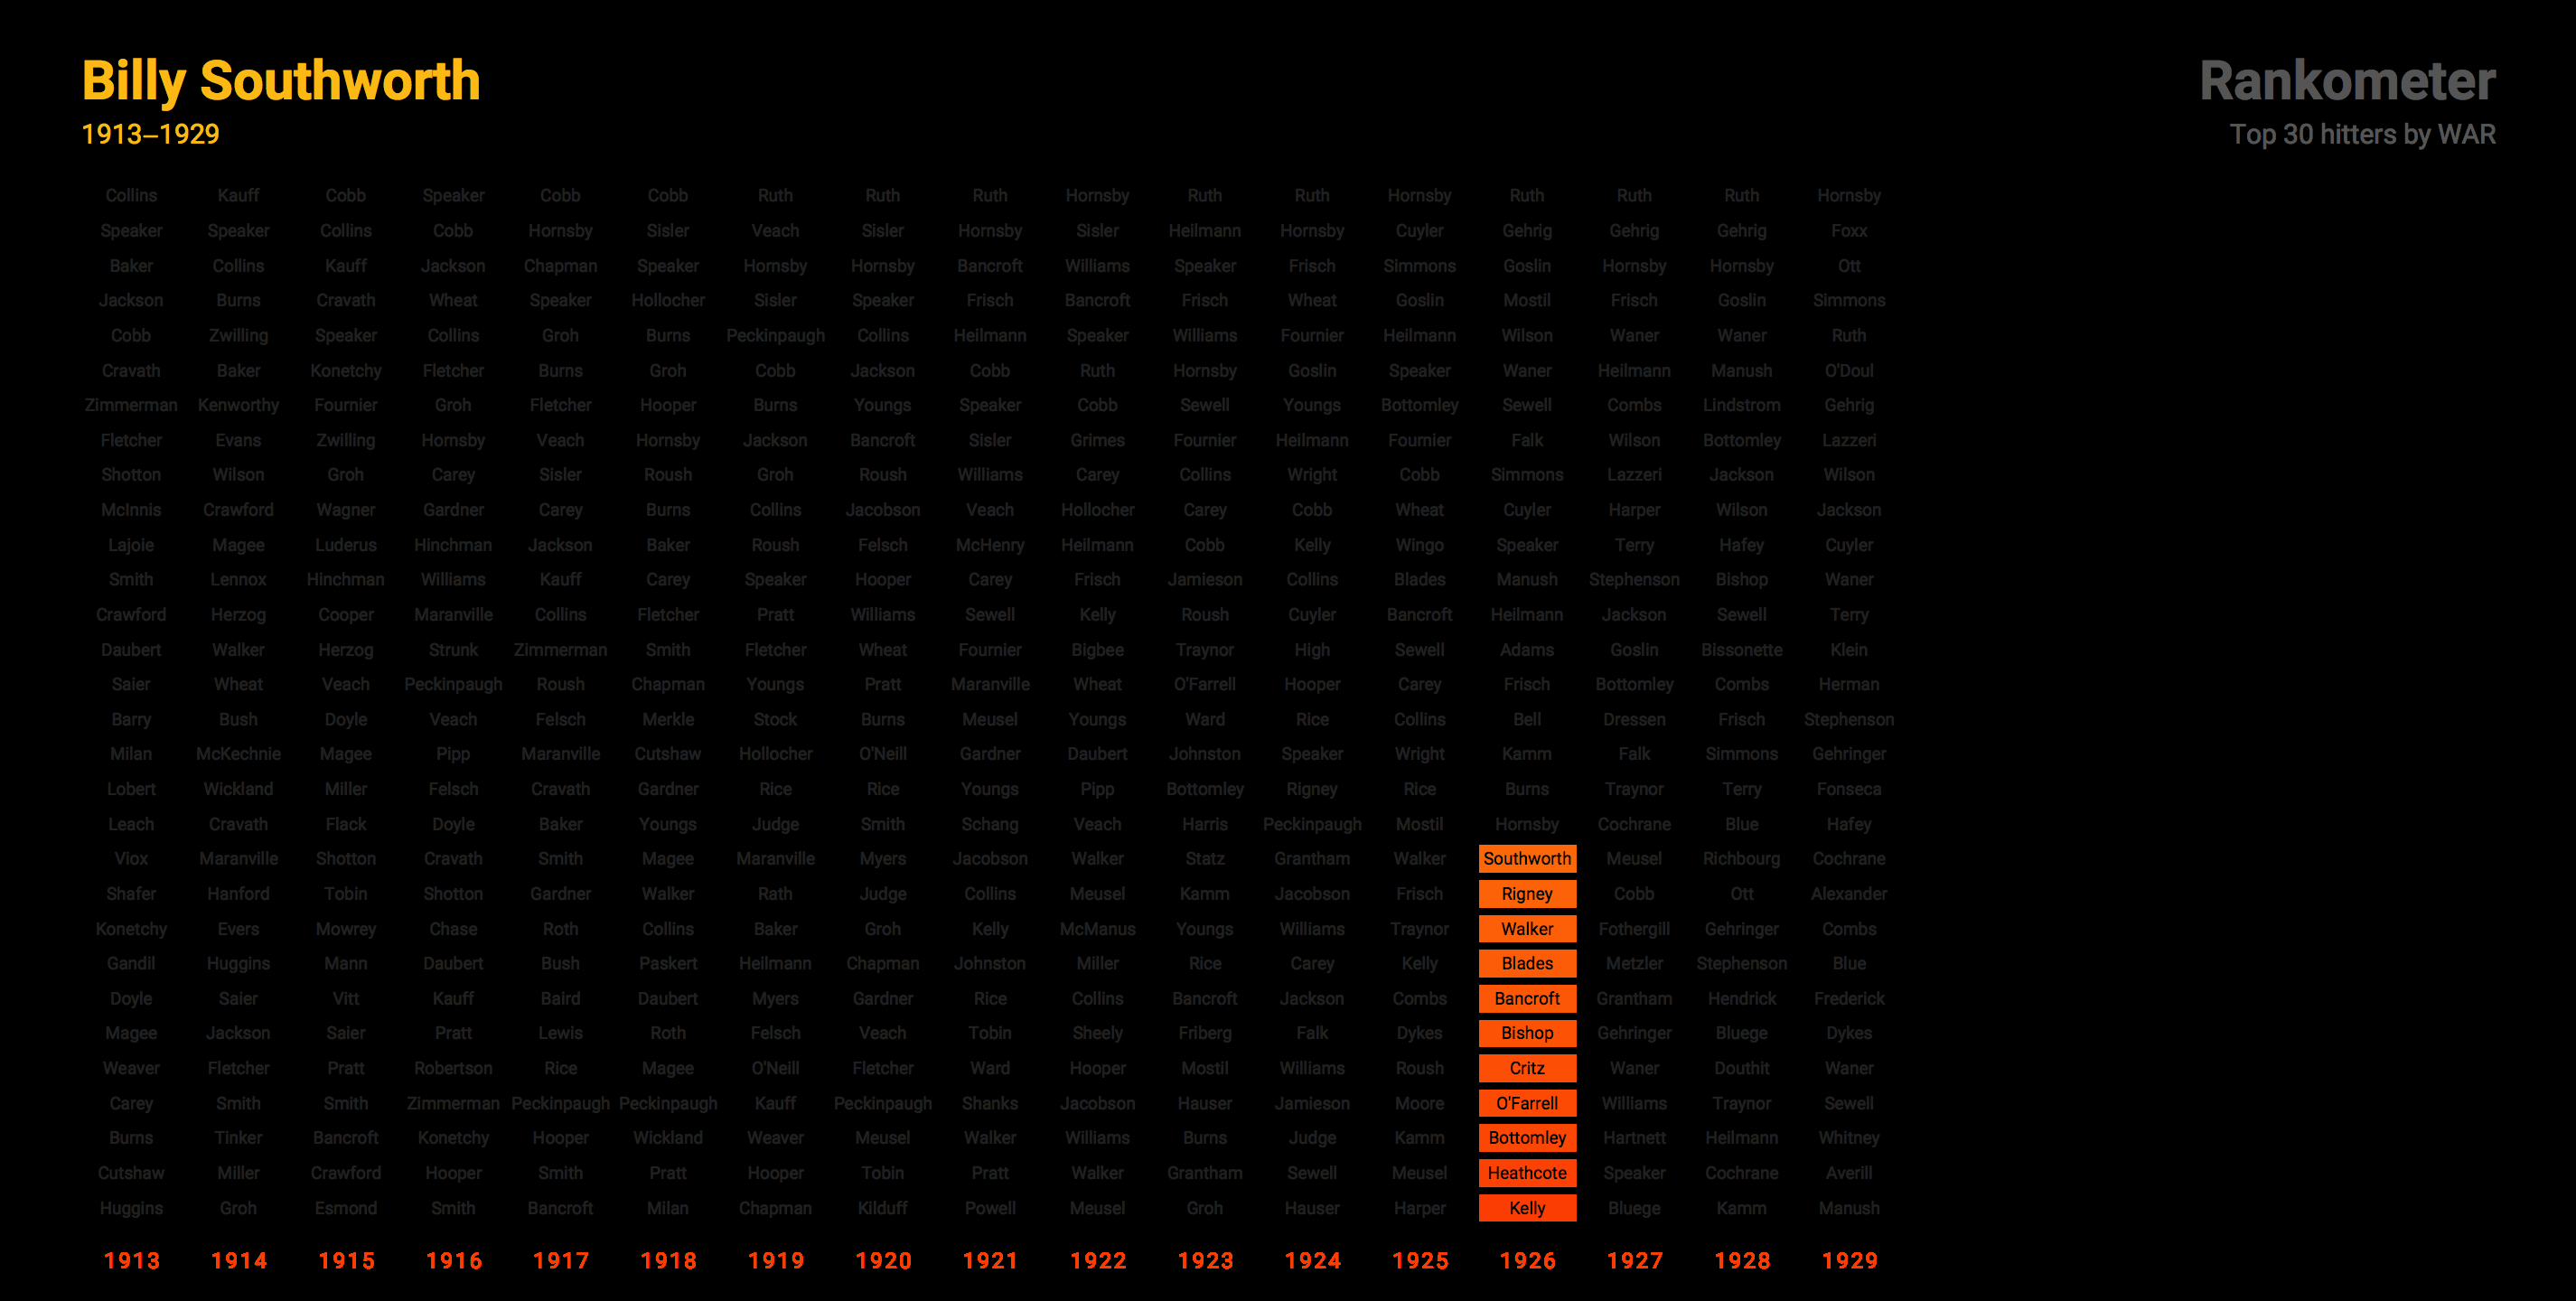 Billy Southworth
1913–1929
Rankometer
Top 30 hitters by WAR
Collins Kauff Cobb Speaker Cobb Cobb Ruth Ruth Ruth Hornsby Ruth Ruth Hornsby Ruth Ruth Ruth Hornsby
Speaker Speaker Collins Cobb Hornsby Sisler Veach Sisler Hornsby Sisler Heilmann Hornsby Cuyler Gehrig Gehrig Gehrig Foxx
Baker Collins Kauff Jackson Chapman Speaker Hornsby Hornsby Bancroft Williams Speaker Frisch Simmons Goslin Hornsby Hornsby Ott
Jackson Burns Cravath Wheat Speaker Hollocher Sisler Speaker Frisch Bancroft Frisch Wheat Goslin Mostil Frisch Goslin Simmons
Cobb Zwilling Speaker Collins Groh Burns Peckinpaugh Collins Heilmann Speaker Williams Fournier Heilmann Wilson Waner Waner Ruth
Cravath Baker Konetchy Fletcher Burns Groh Cobb Jackson Cobb Ruth Hornsby Goslin Speaker Waner Heilmann Manush O'Doul
Zimmerman Kenworthy Fournier Groh Fletcher Hooper Burns Youngs Speaker Cobb Sewell Youngs Bottomley Sewell Combs Lindstrom Gehrig
Fletcher Evans Zwilling Hornsby Veach Hornsby Jackson Bancroft Sisler Grimes Fournier Heilmann Fournier Falk Wilson Bottomley Lazzeri
Shotton Wilson Groh Carey Sisler Roush Groh Roush Williams Carey Collins Wright Cobb Simmons Lazzeri Jackson Wilson
McInnis Crawford Wagner Gardner Carey Burns Collins Jacobson Veach Hollocher Carey Cobb Wheat Cuyler Harper Wilson Jackson
Lajoie Magee Luderus Hinchman Jackson Baker Roush Felsch McHenry Heilmann Cobb Kelly Wingo Speaker Terry Hafey Cuyler
Smith Lennox Hinchman Williams Kauff Carey Speaker Hooper Carey Frisch Jamieson Collins Blades Manush Stephenson Bishop Waner
Crawford Herzog Cooper Maranville Collins Fletcher Pratt Williams Sewell Kelly Roush Cuyler Bancroft Heilmann Jackson Sewell Terry
Daubert Walker Herzog Strunk Zimmerman Smith Fletcher Wheat Fournier Bigbee Traynor High Sewell Adams Goslin Bissonette Klein
Saier Wheat Veach Peckinpaugh Roush Chapman Youngs Pratt Maranville Wheat O'Farrell Hooper Carey Frisch Bottomley Combs Herman
Barry Bush Doyle Veach Felsch Merkle Stock Burns Meusel Youngs Ward Rice Collins Bell Dressen Frisch Stephenson
Milan McKechnie Magee Pipp Maranville Cutshaw Hollocher O'Neill Gardner Daubert Johnston Speaker Wright Kamm Falk Simmons Gehringer
Lobert Wickland Miller Felsch Cravath Gardner Rice Rice Youngs Pipp Bottomley Rigney Rice Burns Traynor Terry Fonseca
Leach Cravath Flack Doyle Baker Youngs Judge Smith Schang Veach Harris Peckinpaugh Mostil Hornsby Cochrane Blue Hafey
Viox Maranville Shotton Cravath Smith Magee Maranville Myers Jacobson Walker Statz Grantham Walker Southworth Meusel Richbourg Cochrane
Shafer Hanford Tobin Shotton Gardner Walker Rath Judge Collins Meusel Kamm Jacobson Frisch Rigney Cobb Ott Alexander
Konetchy Evers Mowrey Chase Roth Collins Baker Groh Kelly McManus Youngs Williams Traynor Walker Fothergill Gehringer Combs
Gandil Huggins Mann Daubert Bush Paskert Heilmann Chapman Johnston Miller Rice Carey Kelly Blades Metzler Stephenson Blue
Doyle Saier Vitt Kauff Baird Daubert Myers Gardner Rice Collins Bancroft Jackson Combs Bancroft Grantham Hendrick Frederick
Magee Jackson Saier Pratt Lewis Roth Felsch Veach Tobin Sheely Friberg Falk Dykes Bishop Gehringer Bluege Dykes
Weaver Fletcher Pratt Robertson Rice Magee O'Neill Fletcher Ward Hooper Mostil Williams Roush Critz Waner Douthit Waner
Carey Smith Smith Zimmerman Peckinpaugh Peckinpaugh Kauff Peckinpaugh Shanks Jacobson Hauser Jamieson Moore O'Farrell Williams Traynor Sewell
Burns Tinker Bancroft Konetchy Hooper Wickland Weaver Meusel Walker Williams Burns Judge Kamm Bottomley Hartnett Heilmann Whitney
Cutshaw Miller Crawford Hooper Smith Pratt Hooper Tobin Pratt Walker Grantham Sewell Meusel Heathcote Speaker Cochrane Averill
Huggins Groh Esmond Smith Bancroft Milan Chapman Kilduff Powell Meusel Groh Hauser Harper Kelly Bluege Kamm Manush
1913 1914 1915 1916 1917 1918 1919 1920 1921 1922 1923 1924 1925 1926 1927 1928 1929